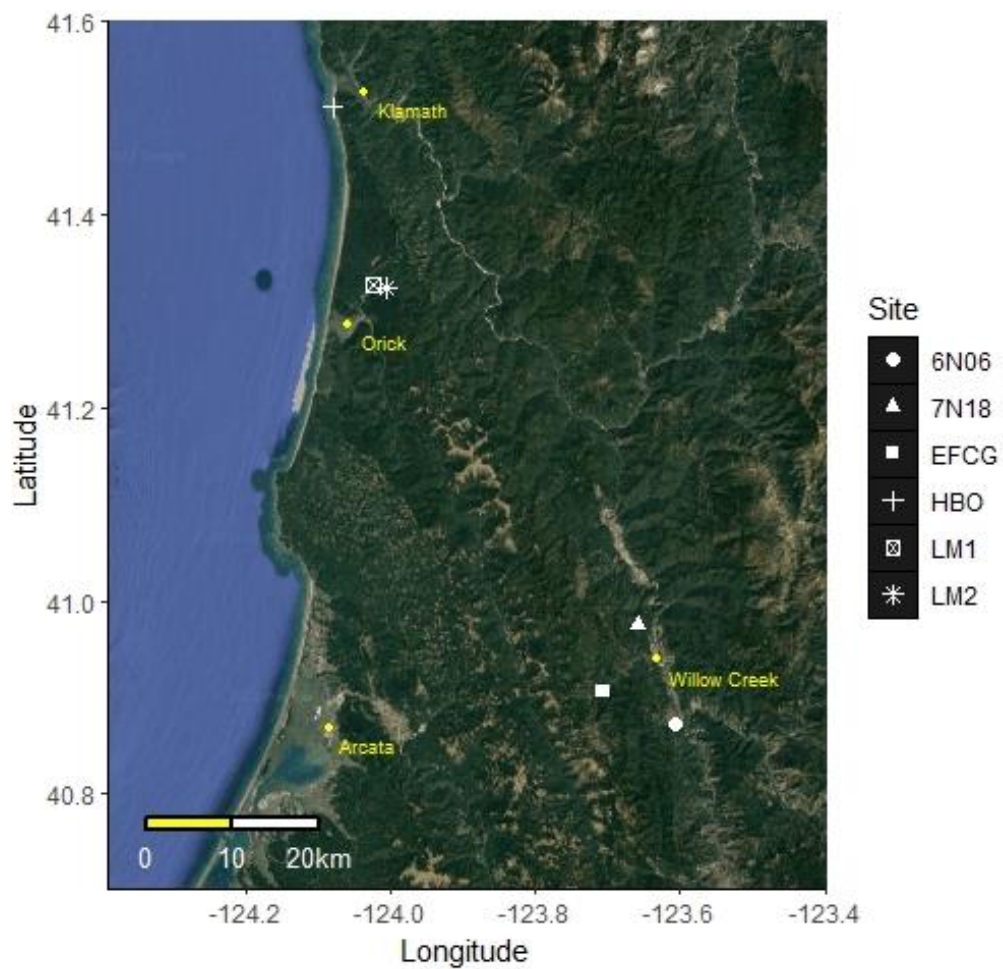 41.6
41.4
41.2
41.0
40.8
Latitude
Klamath
Orick
Willow Creek
Arcata
0 10 20km
-124.2 -124.0 -123.8 -123.6 -123.4
Longitude
Site
6N06
7N18
EFCG
HBO
LM1
LM2